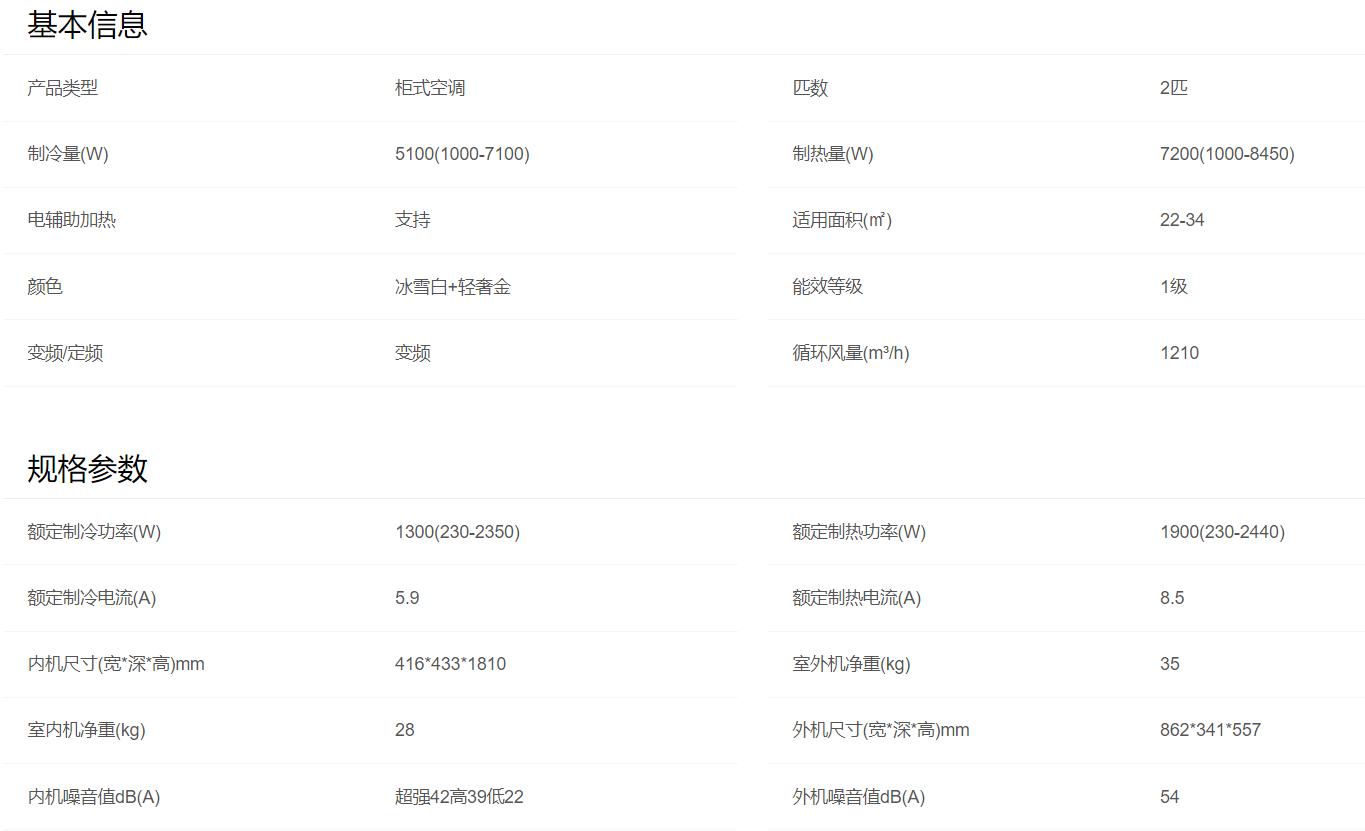 基本信息
产品类型 柜式空调 匹数 2匹
制冷量(W) 5100(1000-7100) 制热量(W) 7200(1000-8450)
电辅助加热 支持 适用面积(㎡) 22-34
颜色 冰雪白+轻奢金 能效等级 1级
变频/定频 变频 循环风量(m³/h) 1210
规格参数
额定制冷功率(W) 1300(230-2350) 额定制热功率(W) 1900(230-2440)
额定制冷电流(A) 5.9 额定制热电流(A) 8.5
内机尺寸(宽*深*高)mm 416*433*1810 室外机净重(kg) 35
室内机净重(kg) 28 外机尺寸(宽*深*高)mm 862*341*557
内机噪音值dB(A) 超强42高39低22 外机噪音值dB(A) 54